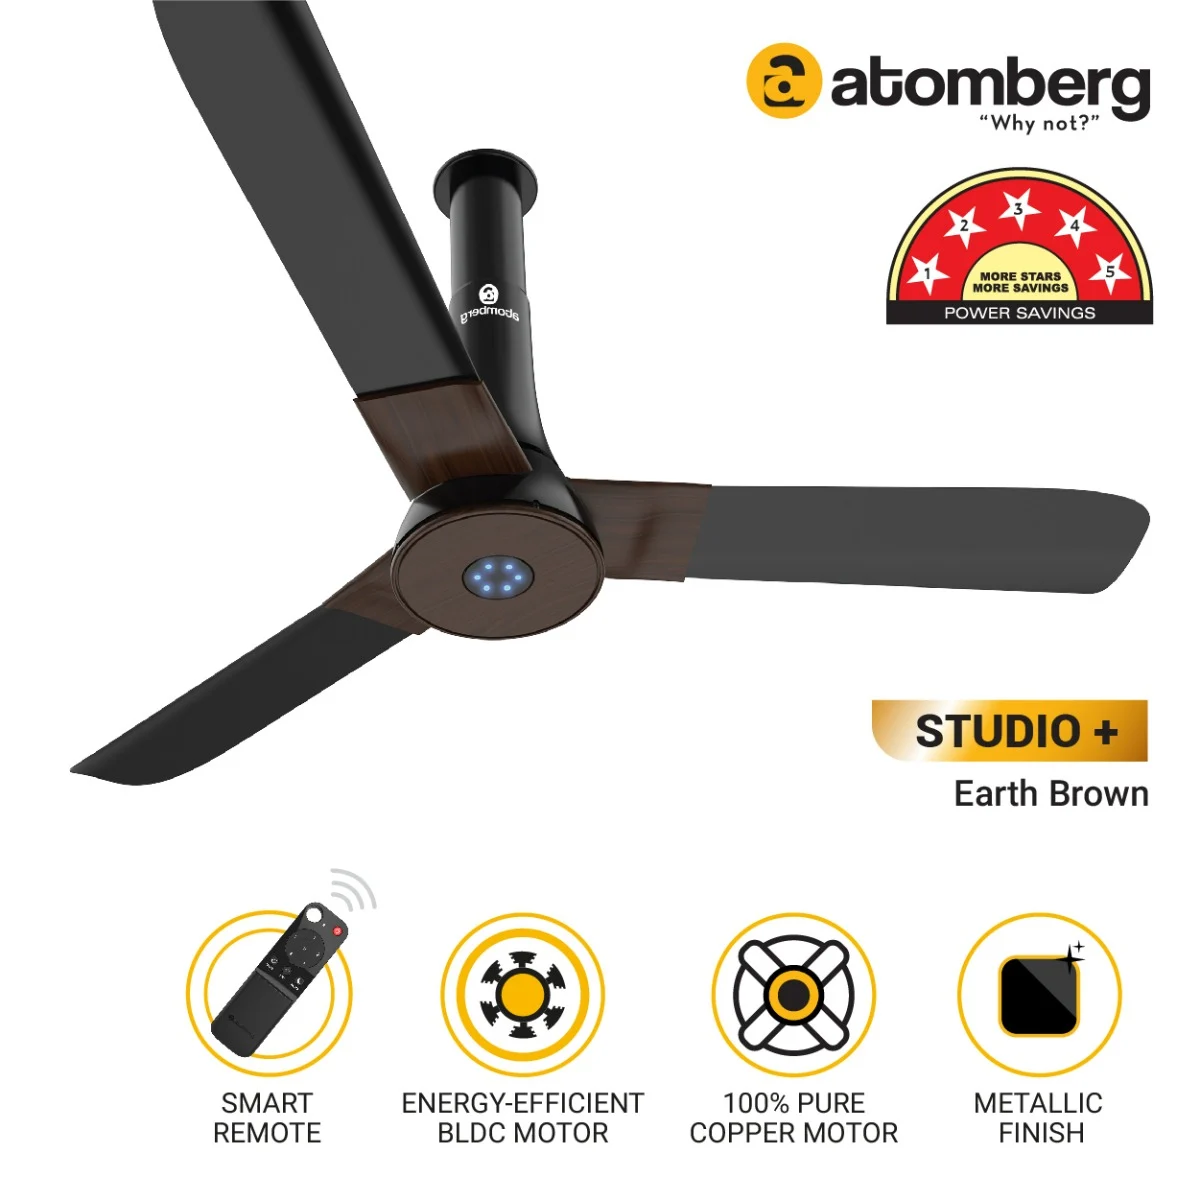 atomberg
"Why not?"
1
2
3
4
5
MORE STARS
MORE SAVINGS
POWER SAVINGS
atomberg
STUDIO +
Earth Brown
SMART
REMOTE
ENERGY-EFFICIENT
BLDC MOTOR
100% PURE
COPPER MOTOR
METALLIC
FINISH